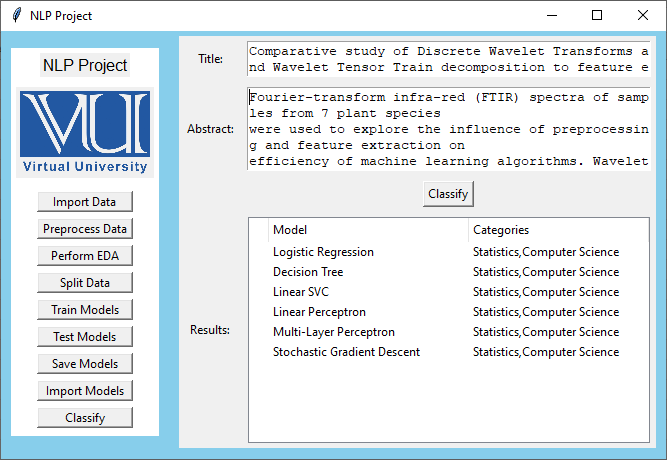 NLP Project
NLP Project
VU
Virtual University
Import Data
Preprocess Data
Perform EDA
Split Data
Train Models
Test Models
Save Models
Import Models
Classify
Title:
Comparative study of Discrete Wavelet Transforms a
nd Wavelet Tensor Train decomposition to feature e
Abstract:
Fourier-transform infra-red (FTIR) spectra of samp
les from 7 plant species
were used to explore the influence of preprocessin
g and feature extraction on
efficiency of machine learning algorithms. Wavelet
Classify
Results:
Model Categories
Logistic Regression Statistics,Computer Science
Decision Tree Statistics,Computer Science
Linear SVC Statistics,Computer Science
Linear Perceptron Statistics,Computer Science
Multi-Layer Perceptron Statistics,Computer Science
Stochastic Gradient Descent Statistics,Computer Science